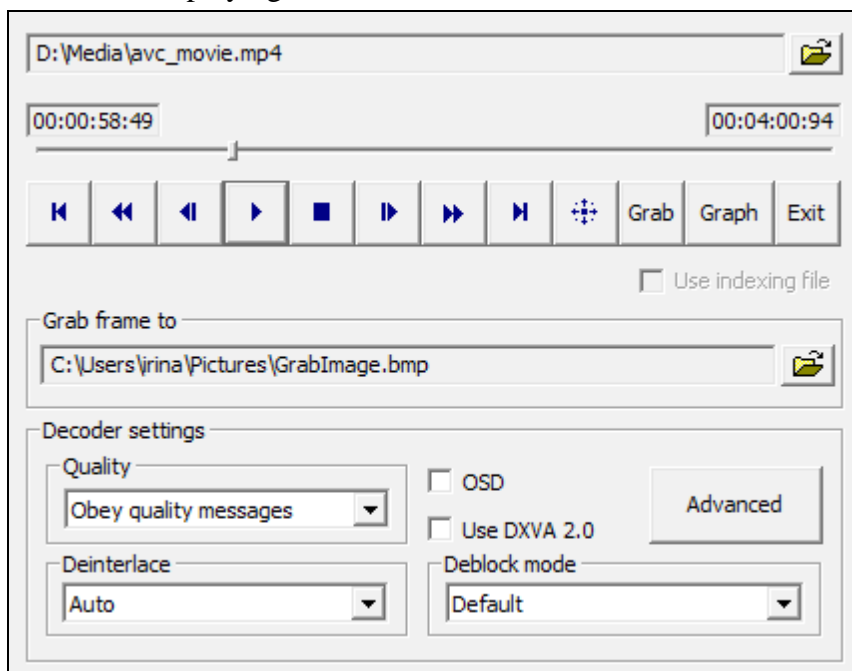 D:\Media\avc_movie.mp4
00:00:58:49 00:04:00:94
Grab Graph Exit
Use indexing file
Grab frame to
C:\Users\irina\Pictures\GrabImage.bmp
Decoder settings
Quality
OSD
Obey quality messages
Advanced
Use DXVA 2.0
Deinterlace Deblock mode
Auto Default